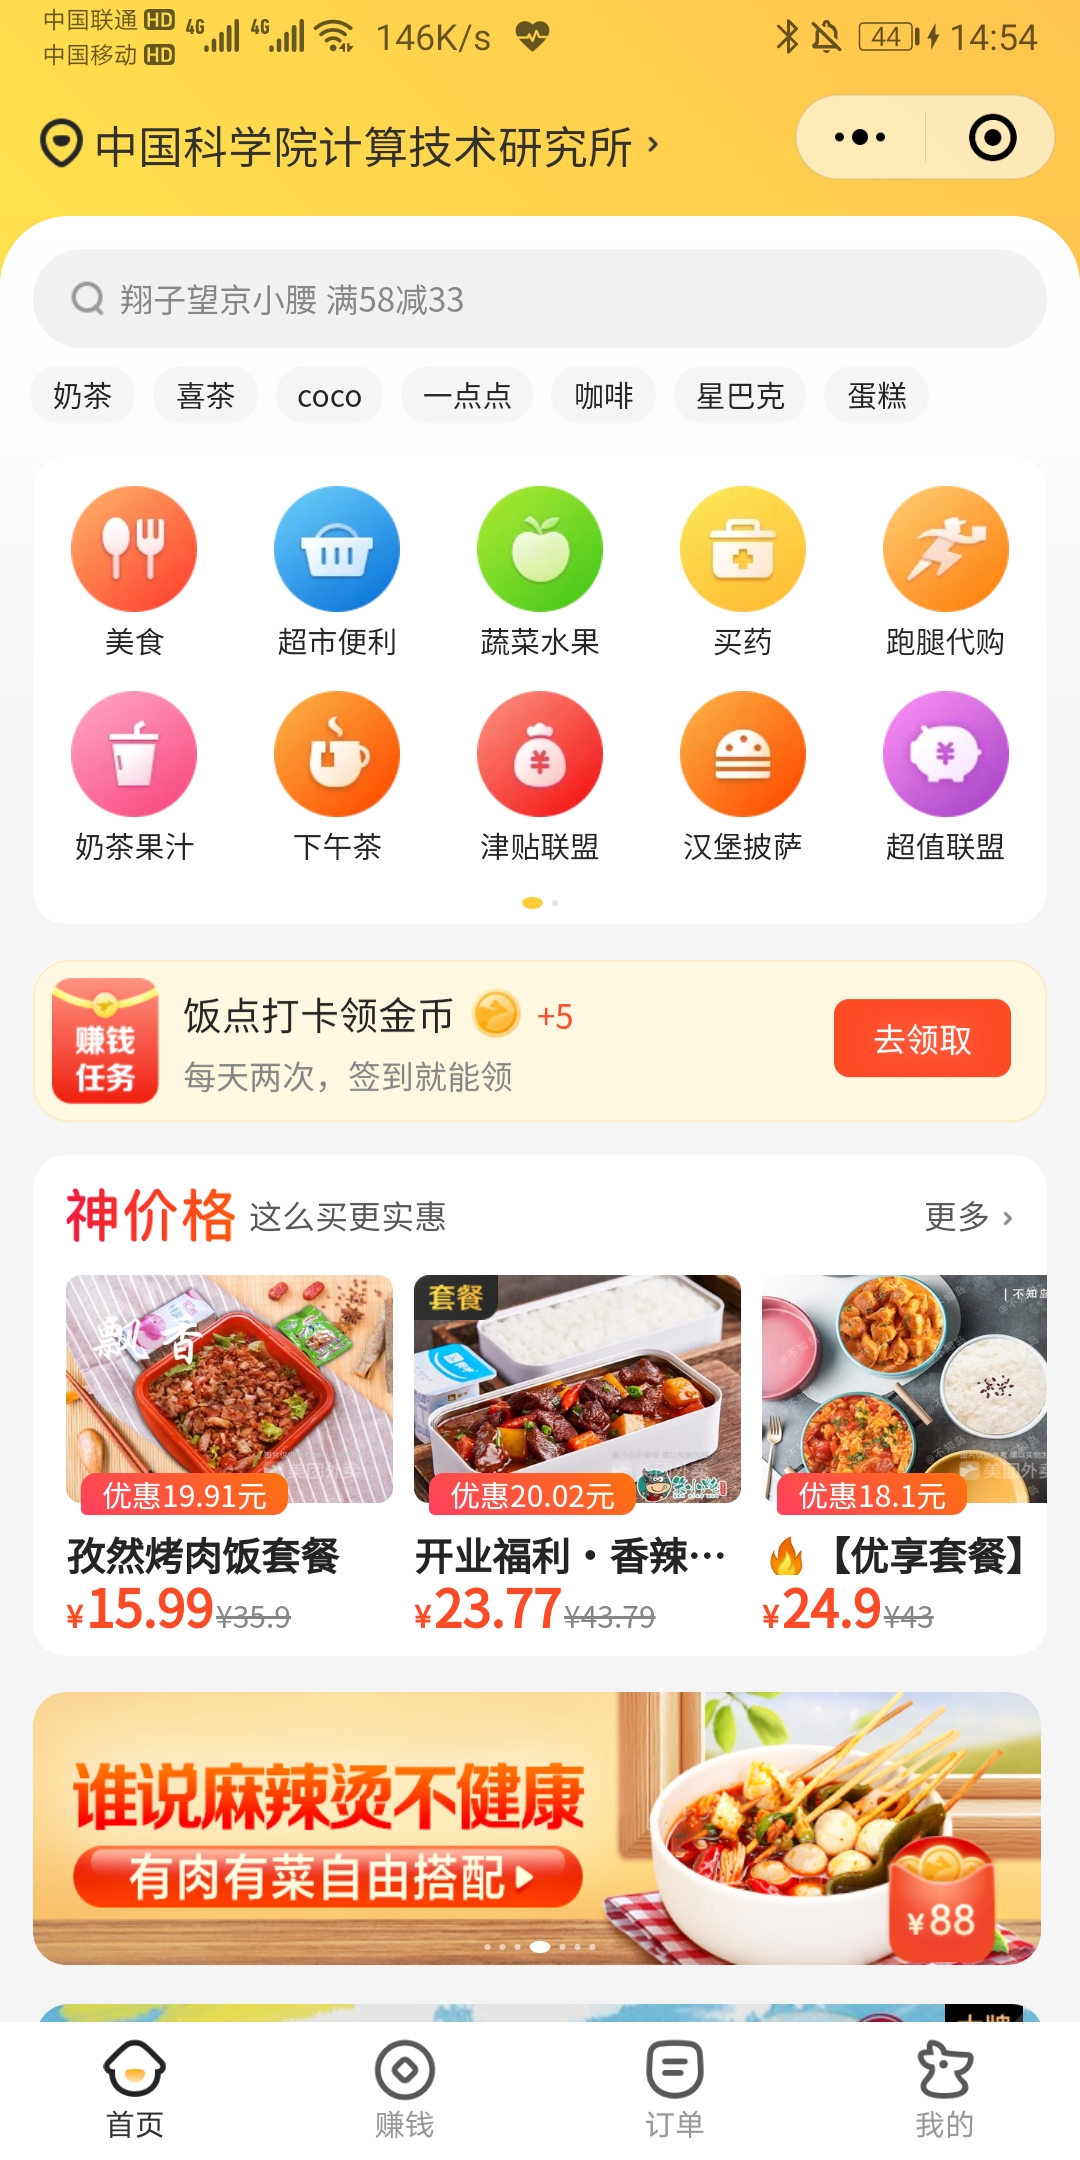 中国联通 HD 4G 4G 146K/s 44 14:54
中国移动 HD
中国科学院计算技术研究所
翔子望京小腰 满58减33
奶茶 喜茶 coco 一点点 咖啡 星巴克 蛋糕
美食 超市便利 蔬菜水果 买药 跑腿代购
奶茶果汁 下午茶 津贴联盟 汉堡披萨 超值联盟
赚钱任务
饭点打卡领金币 +5
每天两次，签到就能领
去领取
神价格 这么买更实惠 更多
飘香
套餐
不知岛
美团外卖
优惠19.91元 优惠20.02元 优惠18.1元
孜然烤肉饭套餐 开业福利·香辣… 🔥【优享套餐】
¥15.99 ¥35.9 ¥23.77 ¥43.79 ¥24.9 ¥43
谁说麻辣烫不健康
有肉有菜自由搭配
¥88
首页 赚钱 订单 我的